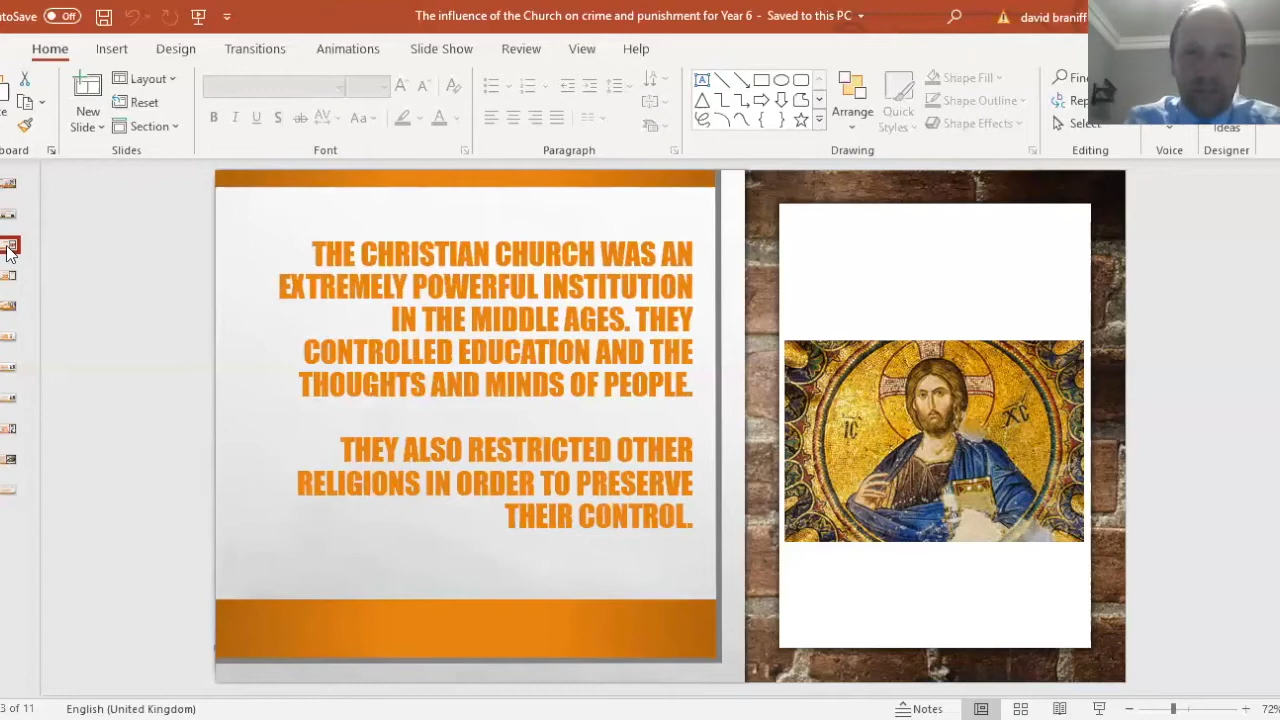 AutoSave Off
The influence of the Church on crime and punishment for Year 6 - Saved to this PC
david braniff
Home Insert Design Transitions Animations Slide Show Review View Help
New
Slide
Layout
Reset
Section
Slides
B I U S ab AV Aa A
Font
Paragraph
Arrange
Quick
Styles
Shape Fill
Shape Outline
Shape Effects
Drawing
Select
Editing
Voice
Ideas
Designer
THE CHRISTIAN CHURCH WAS AN
EXTREMELY POWERFUL INSTITUTION
IN THE MIDDLE AGES. THEY
CONTROLLED EDUCATION AND THE
THOUGHTS AND MINDS OF PEOPLE.
THEY ALSO RESTRICTED OTHER
RELIGIONS IN ORDER TO PRESERVE
THEIR CONTROL.
IC
XC
3 of 11
English (United Kingdom)
Notes
72%